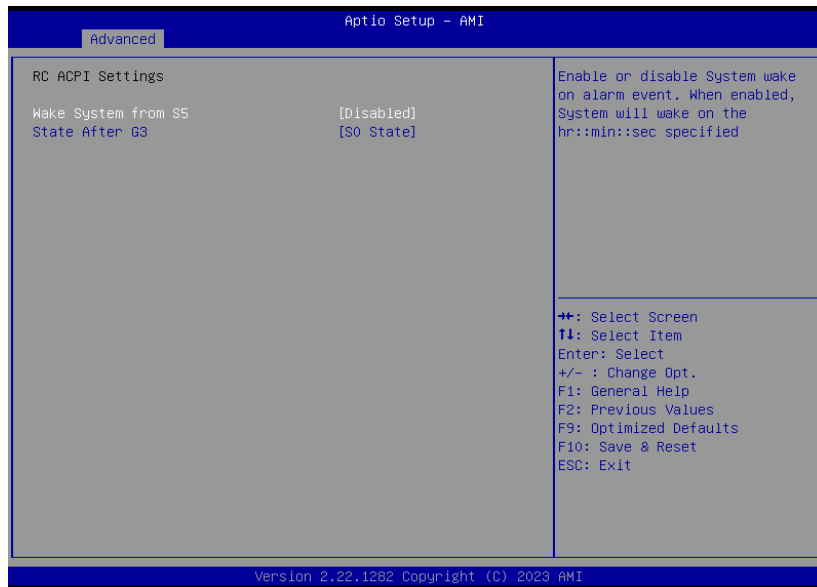 Aptio Setup - AMI
Advanced
RC ACPI Settings
Wake System from S5 [Disabled]
State After G3 [S0 State]
Enable or disable System wake
on alarm event. When enabled,
System will wake on the
hr::min::sec specified
→←: Select Screen
↑↓: Select Item
Enter: Select
+/- : Change Opt.
F1: General Help
F2: Previous Values
F9: Optimized Defaults
F10: Save & Reset
ESC: Exit
Version 2.22.1282 Copyright (C) 2023 AMI